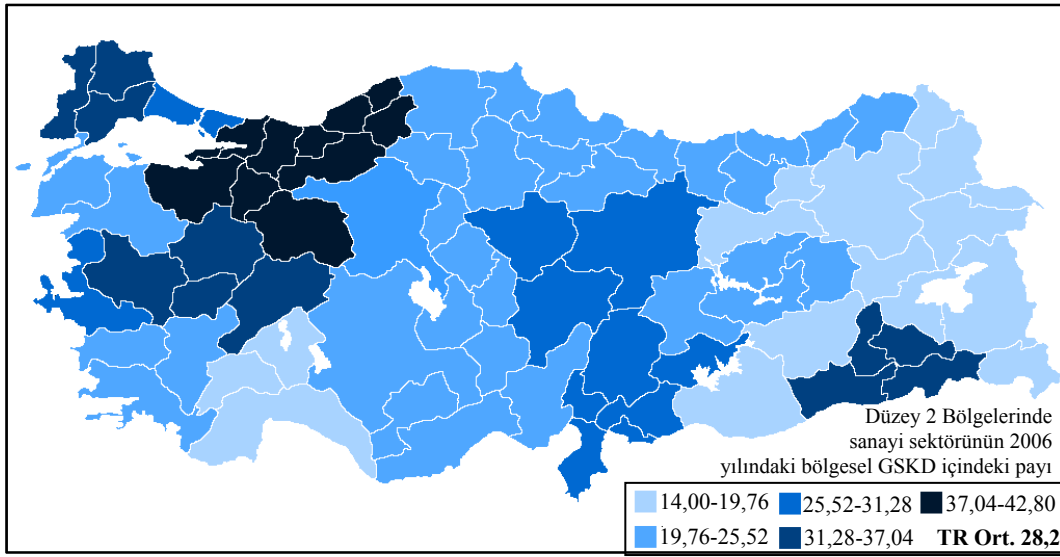 Düzey 2 Bölgelerinde
sanayi sektörünün 2006
yılındaki bölgesel GSKD içindeki payı
14,00-19,76 25,52-31,28 37,04-42,80
19,76-25,52 31,28-37,04 TR Ort. 28,2